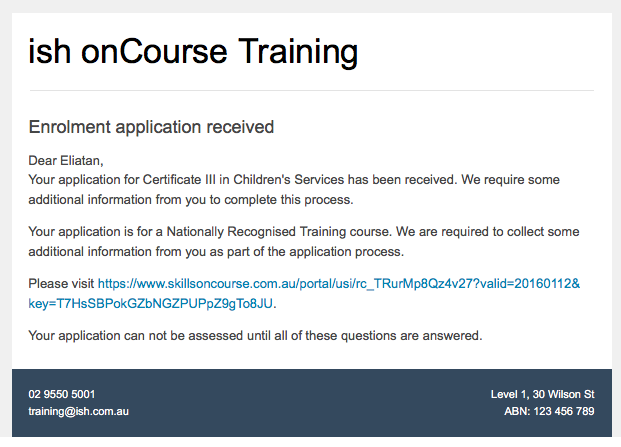 ish onCourse Training
Enrolment application received
Dear Eliatan,
Your application for Certificate III in Children's Services has been received. We require some
additional information from you to complete this process.
Your application is for a Nationally Recognised Training course. We are required to collect some
additional information from you as part of the application process.
Please visit https://www.skillsoncourse.com.au/portal/usi/rc_TRurMp8Qz4v27?valid=20160112&
key=T7HsSBPokGZbNGZPUPpZ9gTo8JU.
Your application can not be assessed until all of these questions are answered.
02 9550 5001
training@ish.com.au
Level 1, 30 Wilson St
ABN: 123 456 789